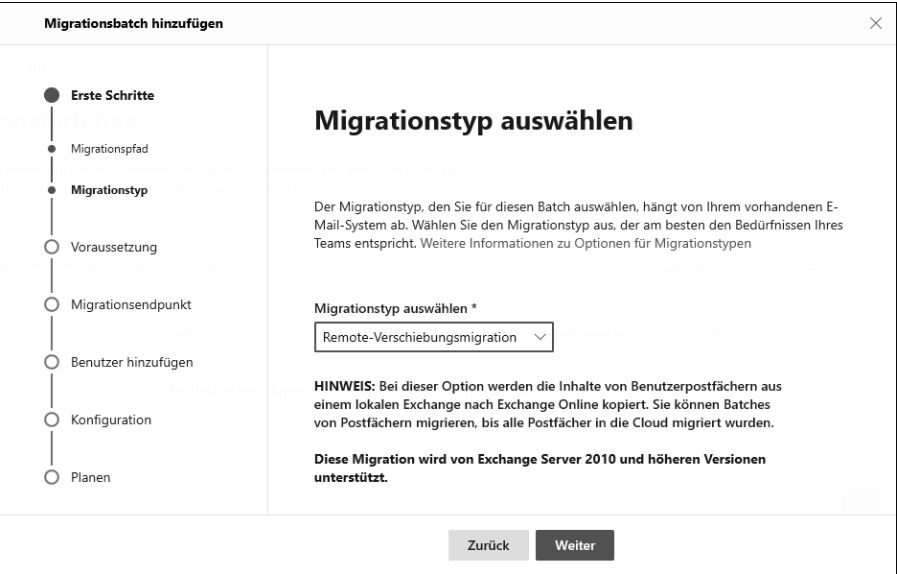 Migrationsbatch hinzufügen
Erste Schritte
Migrationspfad
Migrationstyp
Voraussetzung
Migrationsendpunkt
Benutzer hinzufügen
Konfiguration
Planen
Migrationstyp auswählen
Der Migrationstyp, den Sie für diesen Batch auswählen, hängt von Ihrem vorhandenen E-
Mail-System ab. Wählen Sie den Migrationstyp aus, der am besten den Bedürfnissen Ihres
Teams entspricht. Weitere Informationen zu Optionen für Migrationstypen
Migrationstyp auswählen *
Remote-Verschiebungsmigration
HINWEIS: Bei dieser Option werden die Inhalte von Benutzerpostfächern aus
einem lokalen Exchange nach Exchange Online kopiert. Sie können Batches
von Postfächern migrieren, bis alle Postfächer in die Cloud migriert wurden.
Diese Migration wird von Exchange Server 2010 und höheren Versionen
unterstützt.
Zurück
Weiter